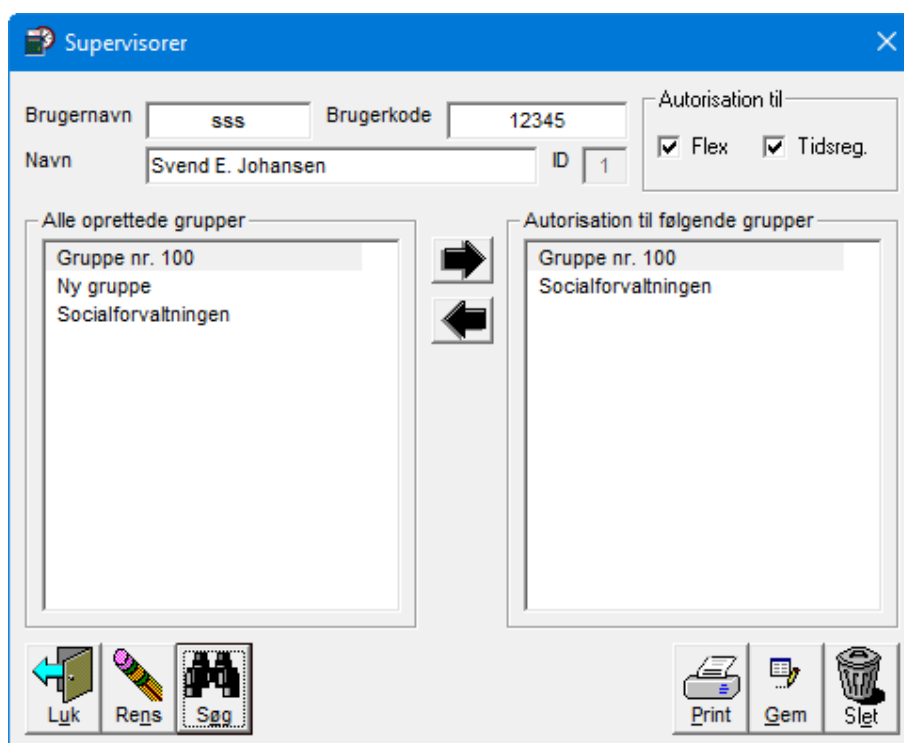 Supervisorer
Brugernavn sss Brugerkode 12345
Autorisation til
Flex Tidsreg.
Navn Svend E. Johansen ID 1
Alle oprettede grupper
Gruppe nr. 100
Ny gruppe
Socialforvaltningen
Autorisation til følgende grupper
Gruppe nr. 100
Socialforvaltningen
Luk Rens Søg Print Gem Slet